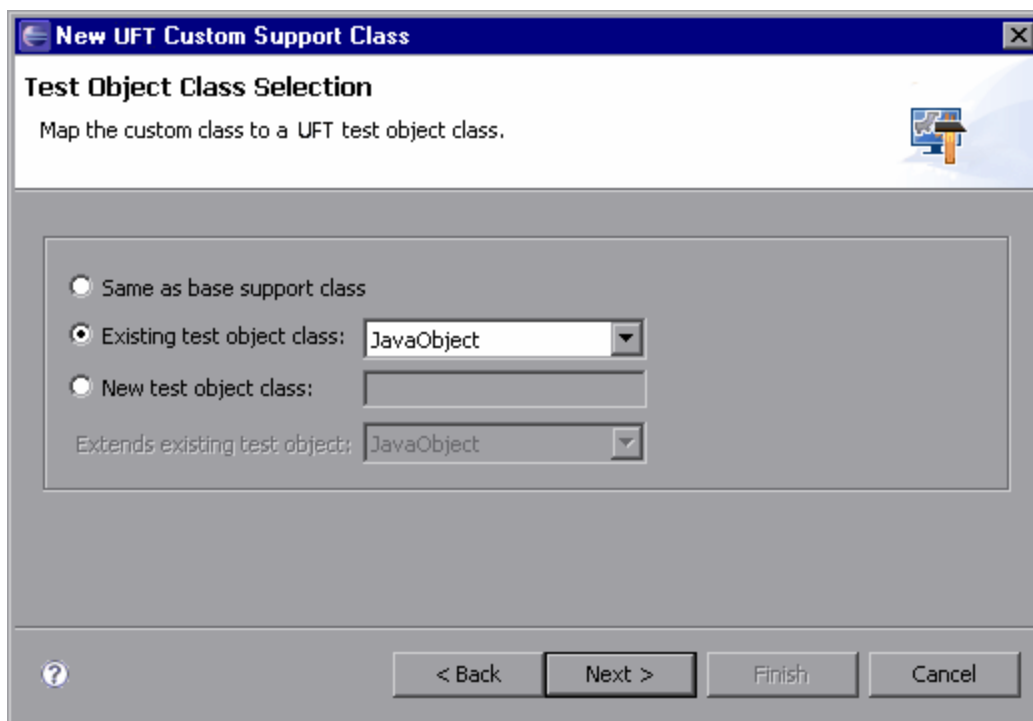 New UFT Custom Support Class
Test Object Class Selection
Map the custom class to a UFT test object class.
Same as base support class
Existing test object class: JavaObject
New test object class:
Extends existing test object: JavaObject
? < Back Next > Finish Cancel